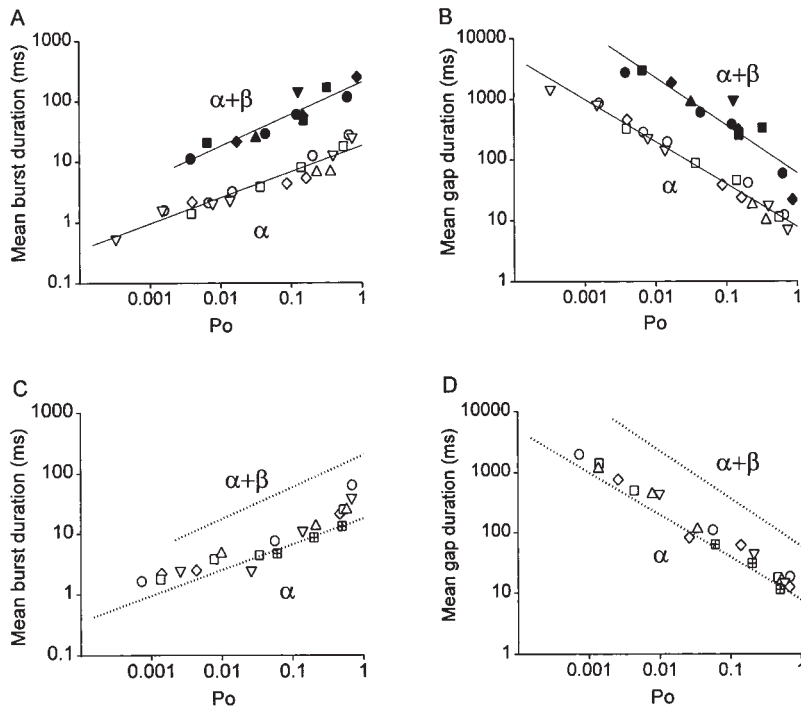 A
Mean burst duration (ms)
1000
100
10
1
0.1
α+β
α
0.001
0.01
0.1
1
Po
B
Mean gap duration (ms)
10000
1000
100
10
1
α+β
α
0.001
0.01
0.1
1
Po
C
Mean burst duration (ms)
1000
100
10
1
0.1
α+β
α
0.001
0.01
0.1
1
Po
D
Mean gap duration (ms)
10000
1000
100
10
1
α+β
α
0.001
0.01
0.1
1
Po